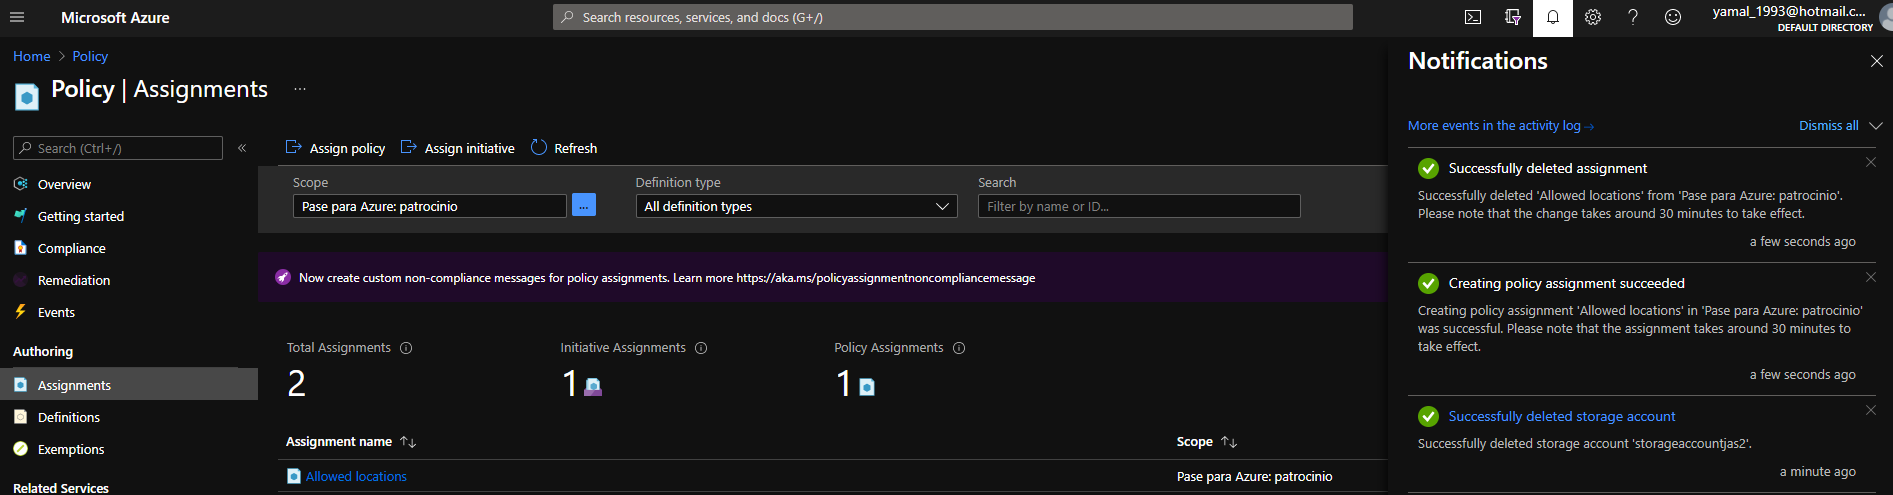 Microsoft Azure
Search resources, services, and docs (G+/)
yamal_1993@hotmail.c...
DEFAULT DIRECTORY
Home > Policy
Policy | Assignments ...
Search (Ctrl+/)
«
Overview
Getting started
Compliance
Remediation
Events
Authoring
Assignments
Definitions
Exemptions
Related Services
Assign policy
Assign initiative
Refresh
Scope
Pase para Azure: patrocinio
...
Definition type
All definition types
Search
Filter by name or ID...
Now create custom non-compliance messages for policy assignments. Learn more https://aka.ms/policyassignmentnoncompliancemessage
Total Assignments
2
Initiative Assignments
1
Policy Assignments
1
Assignment name ↑↓
Scope ↑↓
Allowed locations
Pase para Azure: patrocinio
Notifications
More events in the activity log →
Dismiss all
Successfully deleted assignment
Successfully deleted 'Allowed locations' from 'Pase para Azure: patrocinio'.
Please note that the change takes around 30 minutes to take effect.
a few seconds ago
Creating policy assignment succeeded
Creating policy assignment 'Allowed locations' in 'Pase para Azure: patrocinio'
was successful. Please note that the assignment takes around 30 minutes to
take effect.
a few seconds ago
Successfully deleted storage account
Successfully deleted storage account 'storageaccountjas2'.
a minute ago